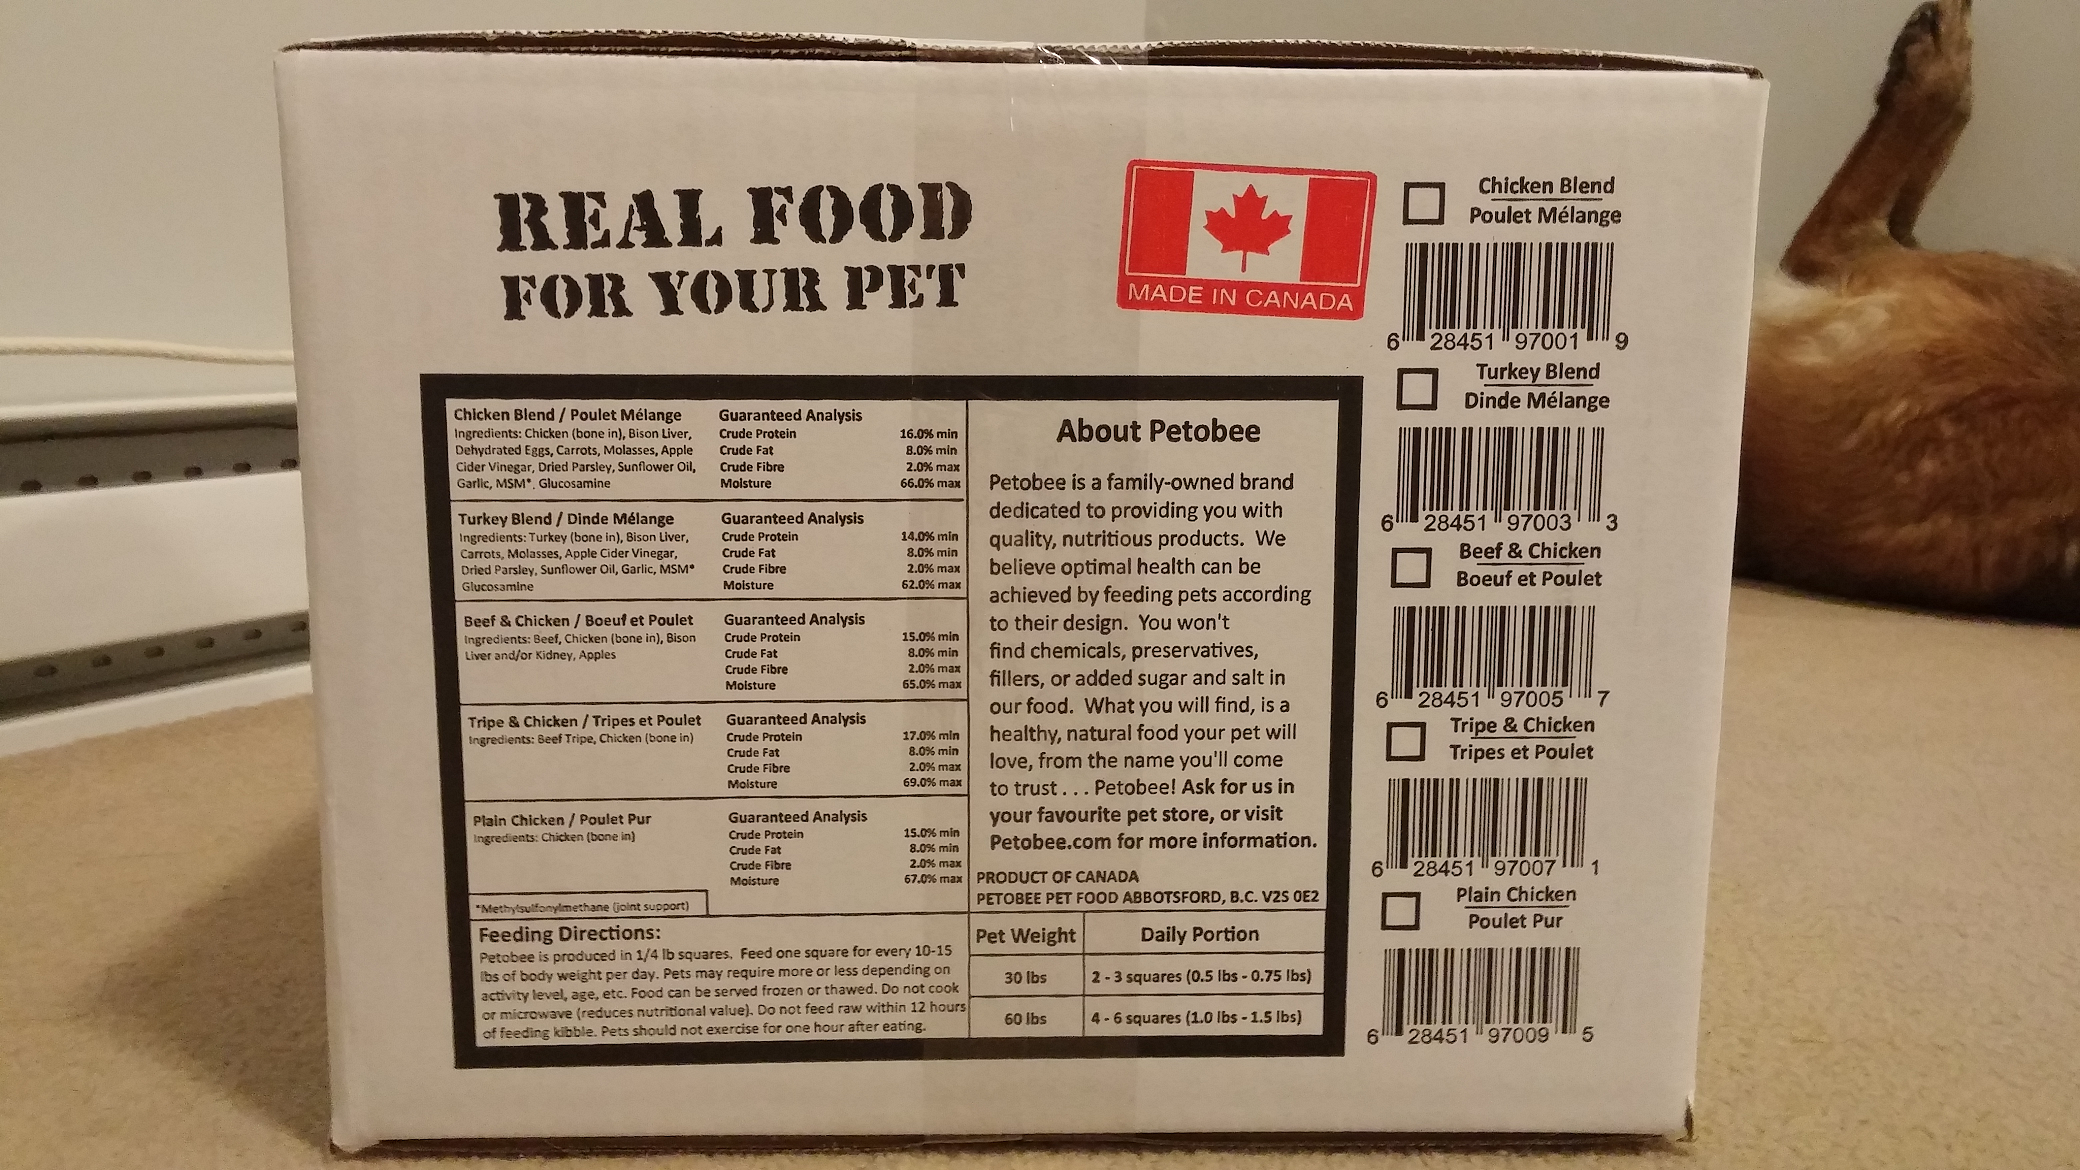 REAL FOOD
FOR YOUR PET
MADE IN CANADA
Chicken Blend / Poulet Mélange
Ingredients: Chicken (bone in), Bison Liver,
Dehydrated Eggs, Carrots, Molasses, Apple
Cider Vinegar, Dried Parsley, Sunflower Oil,
Garlic, MSM*, Glucosamine
Guaranteed Analysis
Crude Protein 16.0% min
Crude Fat 8.0% min
Crude Fibre 2.0% max
Moisture 66.0% max
Turkey Blend / Dinde Mélange
Ingredients: Turkey (bone in), Bison Liver,
Carrots, Molasses, Apple Cider Vinegar,
Dried Parsley, Sunflower Oil, Garlic, MSM*
Glucosamine
Guaranteed Analysis
Crude Protein 14.0% min
Crude Fat 8.0% min
Crude Fibre 2.0% max
Moisture 62.0% max
Beef & Chicken / Boeuf et Poulet
Ingredients: Beef, Chicken (bone in), Bison
Liver and/or Kidney, Apples
Guaranteed Analysis
Crude Protein 15.0% min
Crude Fat 8.0% min
Crude Fibre 2.0% max
Moisture 65.0% max
Tripe & Chicken / Tripes et Poulet
Ingredients: Beef Tripe, Chicken (bone in)
Guaranteed Analysis
Crude Protein 17.0% min
Crude Fat 8.0% min
Crude Fibre 2.0% max
Moisture 69.0% max
Plain Chicken / Poulet Pur
Ingredients: Chicken (bone in)
Guaranteed Analysis
Crude Protein 15.0% min
Crude Fat 8.0% min
Crude Fibre 2.0% max
Moisture 67.0% max
*Methylsulfonylmethane (joint support)
Feeding Directions:
Petobee is produced in 1/4 lb squares. Feed one square for every 10-15
lbs of body weight per day. Pets may require more or less depending on
activity level, age, etc. Food can be served frozen or thawed. Do not cook
or microwave (reduces nutritional value). Do not feed raw within 12 hours
of feeding kibble. Pets should not exercise for one hour after eating.
About Petobee
Petobee is a family-owned brand
dedicated to providing you with
quality, nutritious products. We
believe optimal health can be
achieved by feeding pets according
to their design. You won't
find chemicals, preservatives,
fillers, or added sugar and salt in
our food. What you will find, is a
healthy, natural food your pet will
love, from the name you'll come
to trust . . . Petobee! Ask for us in
your favourite pet store, or visit
Petobee.com for more information.
PRODUCT OF CANADA
PETOBEE PET FOOD ABBOTSFORD, B.C. V2S 0E2
Pet Weight Daily Portion
30 lbs 2 - 3 squares (0.5 lbs - 0.75 lbs)
60 lbs 4 - 6 squares (1.0 lbs - 1.5 lbs)
Chicken Blend
Poulet Mélange
6 28451 97001 9
Turkey Blend
Dinde Mélange
6 28451 97003 3
Beef & Chicken
Boeuf et Poulet
6 28451 97005 7
Tripe & Chicken
Tripes et Poulet
6 28451 97007 1
Plain Chicken
Poulet Pur
6 28451 97009 5